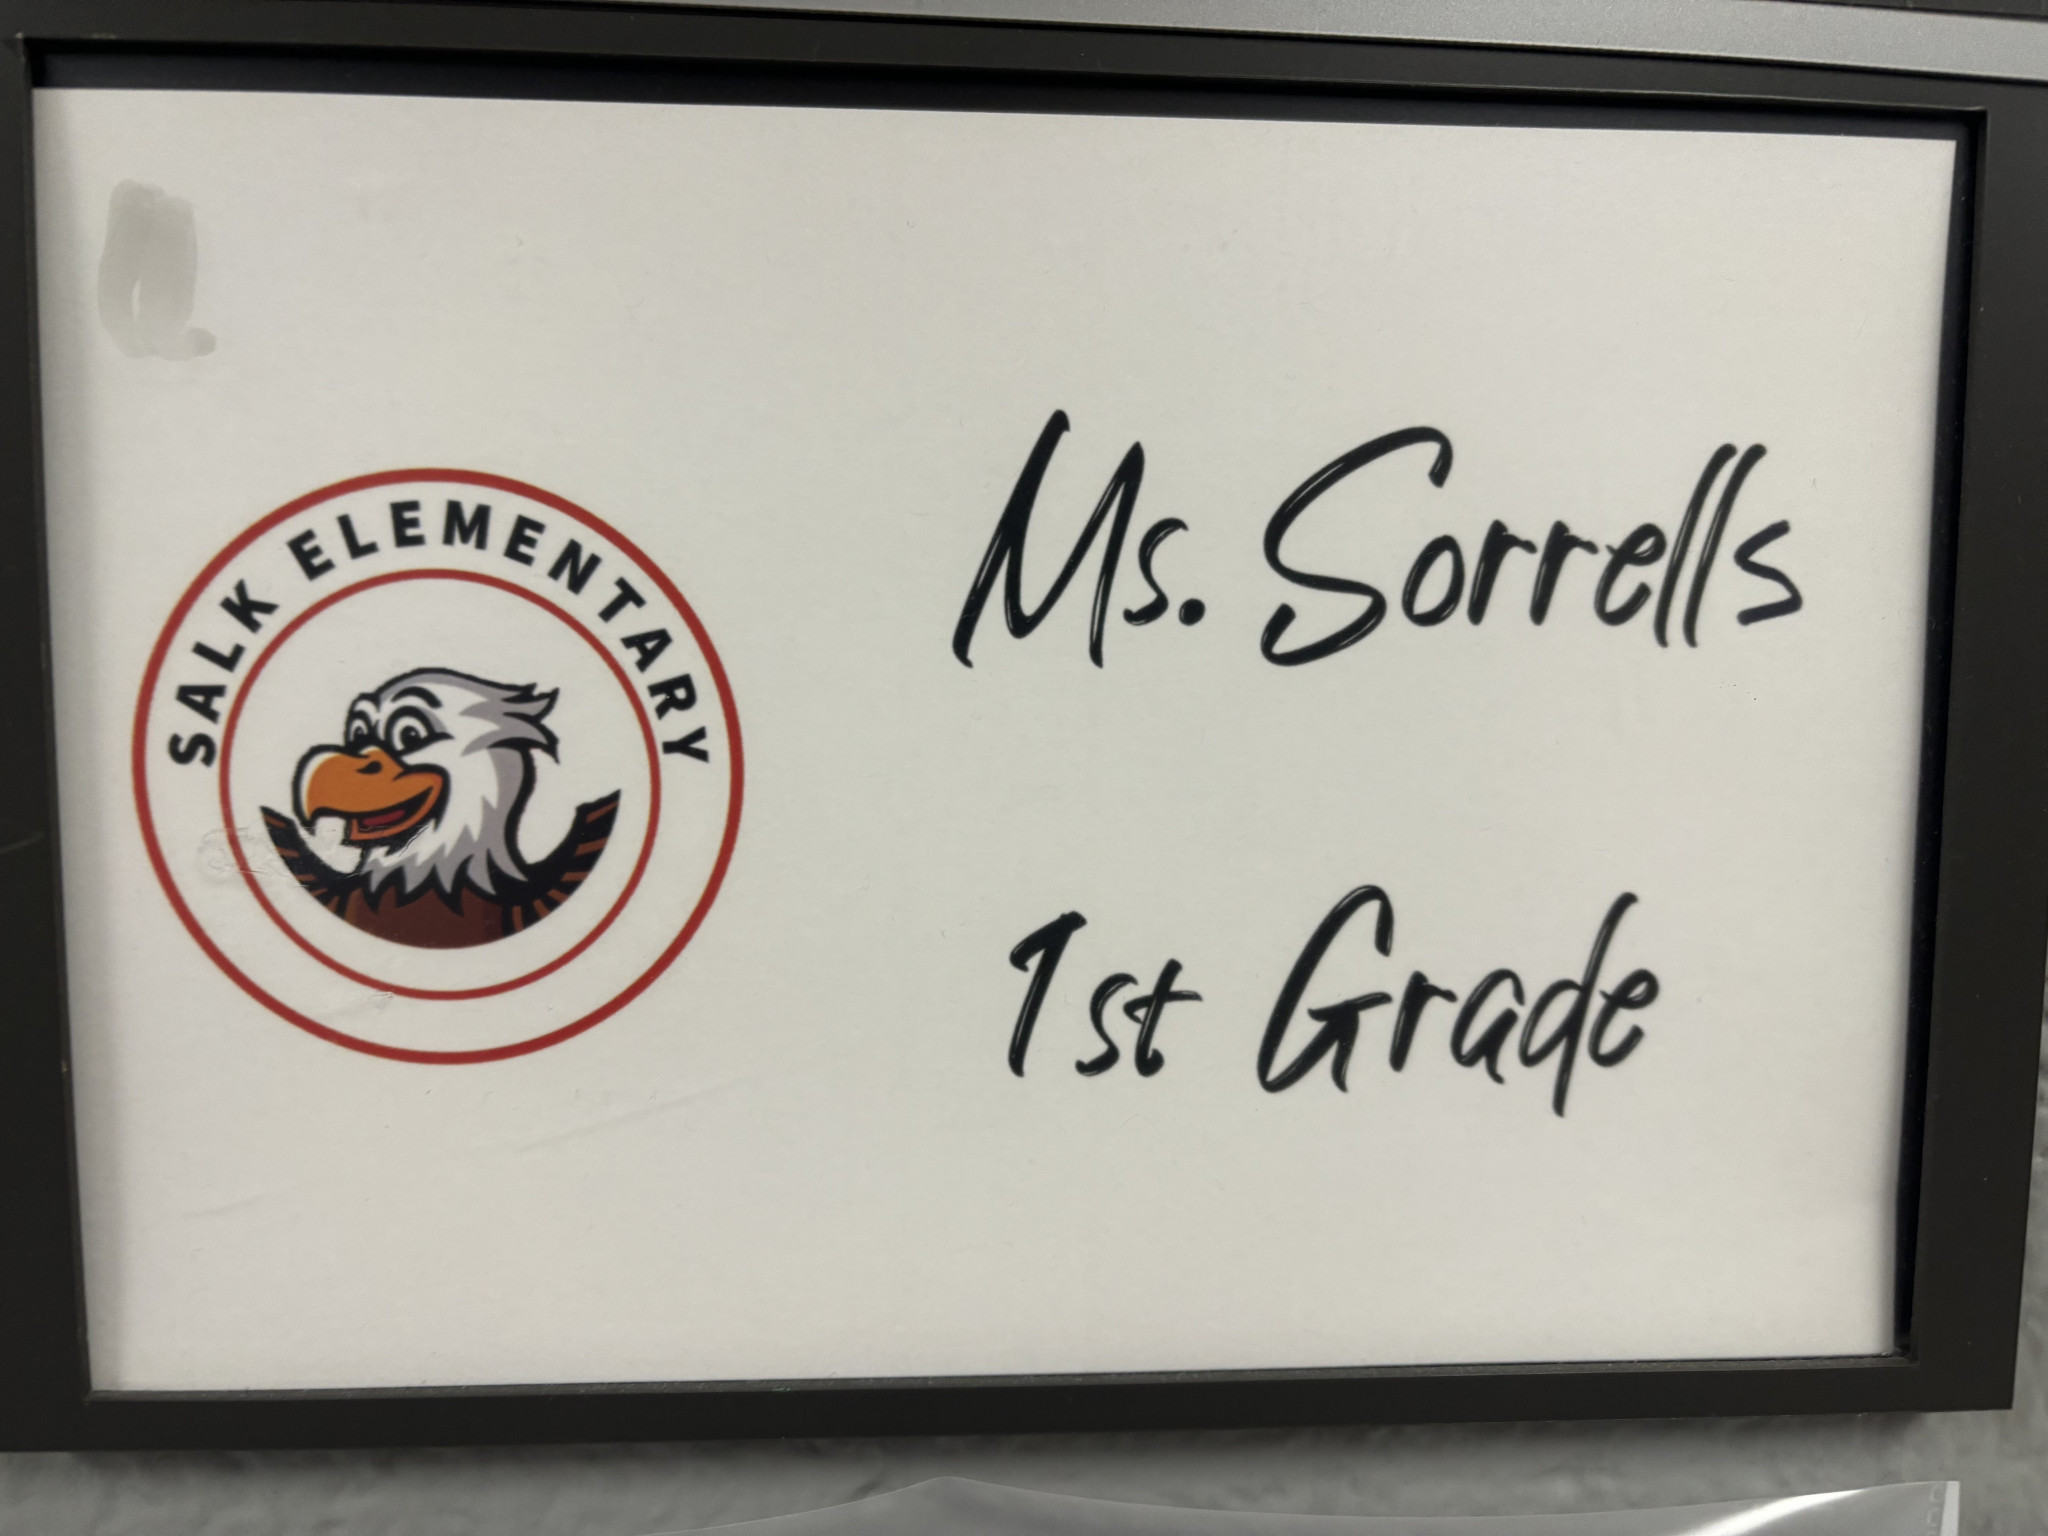 SALK ELEMENTARY
Ms. Sorrells
1st Grade